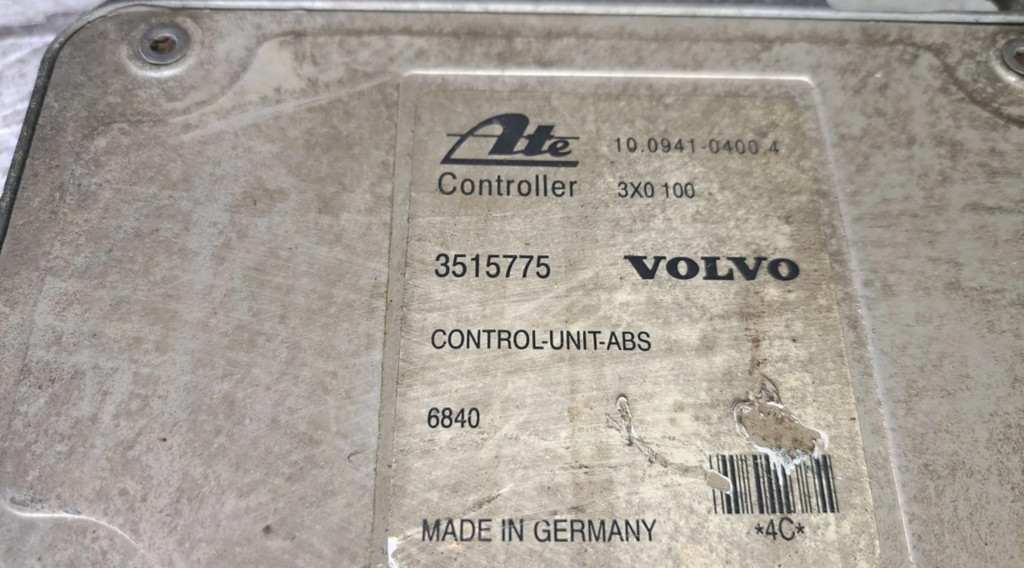 Ate 10.0941-0400.4
Controller 3X0 100
3515775 VOLVO
CONTROL-UNIT-ABS
6840
MADE IN GERMANY *4C*